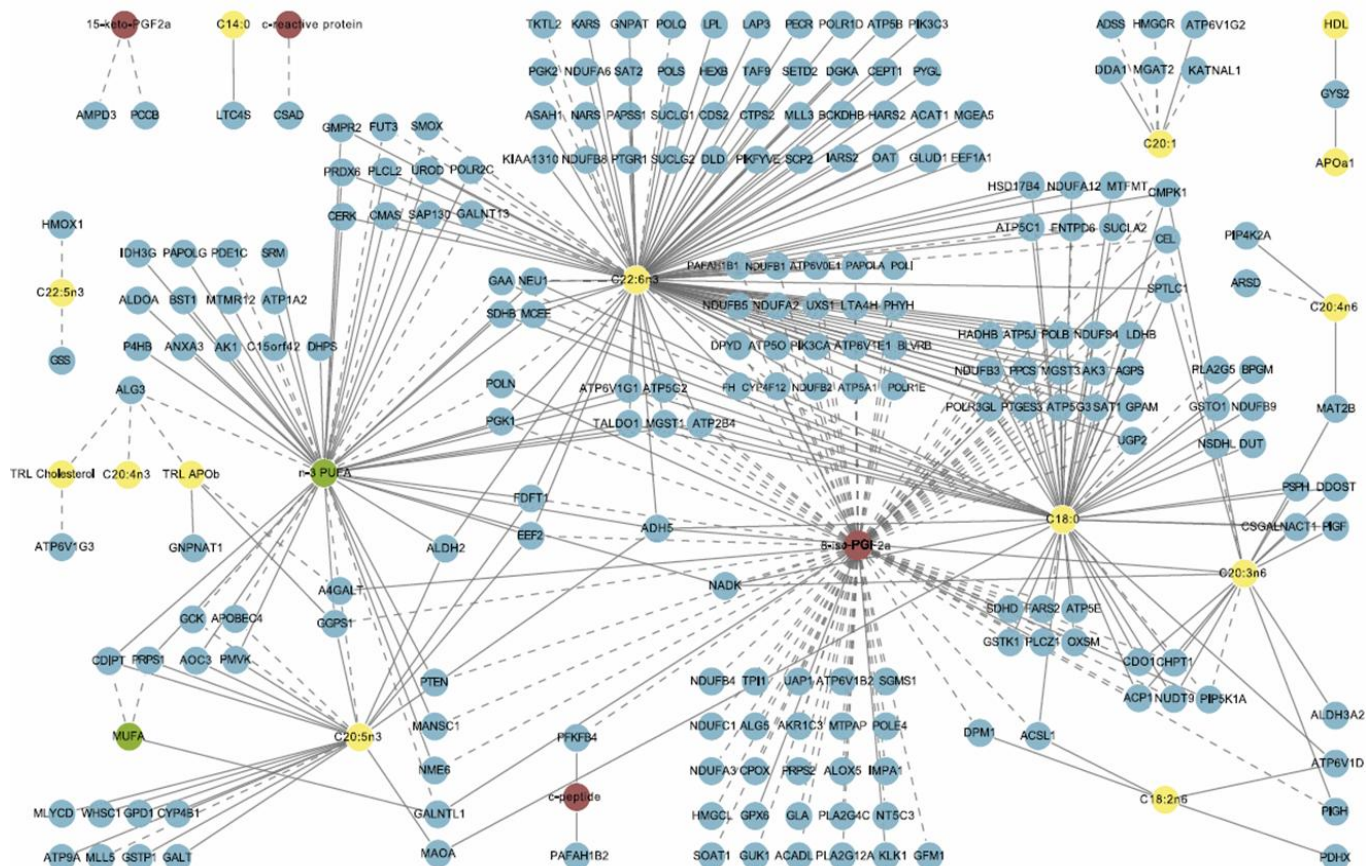 15-keto-PGF2a C14:0 c-reactive protein
AMPD3 PCCB LTC4S CSAD
TKTL2 KARS GNPAT POLQ LPL LAP3 PECR POLR1D ATP5B PIK3C3
PGK2 NDUFA6 SAT2 POLS HEXB TAF9 SETD2 DGKA CEPT1 PYGL
ASAH1 NARS PAPSS1 SUCLG1 CDS2 CTPS2 MLL3 BCKDHB HARS2 ACAT1 MGEA5
KIAA1310 NDUFB8 PTGR1 SUCLG2 DLD PIKFYVE SCP2 IARS2 OAT GLUD1 EEF1A1
ADSS HMGCR ATP6V1G2
DDA1 MGAT2 KATNAL1
C20:1
HDL
GYS2
APOa1
GMPR2 FUT3 SMOX
PRDX6 PLCL2 UROD POLR2C
CERK CMAS SAP130 GALNT13
HSD17B4 NDUFA12 MTFMT CMPK1
ATP5C1 ENTPD6 SUCLA2
CEL
SPTLC1
HMOX1
C22:5n3
GSS
IDH3G PAPOLG PDE1C SRM
ALDOA BST1 MTMR12 ATP1A2
P4HB ANXA3 AK1 C15orf42 DHPS
GAA NEU1
SDHB MCEE
C22:6n3
PAFAH1B1 NDUFB1 ATP6V0E1 PAPOLA POLI
NDUFB5 NDUFA2 UXS1 LTA4H PHYH
DPYD ATP5O PIK3CA ATP6V1E1 BLVRB
FH CYP4F12 NDUFB2 ATP5A1 POLR1E
HADHB ATP5J POLB NDUFS4 LDHB
NDUFB3 PPCS MGST3 AK3 AGPS
POLR3GL PTGES3 ATP5G3 SAT1 GPAM
UGP2
PIP4K2A
ARSD
C20:4n6
MAT2B
PLA2G5 BPGM
GSTO1 NDUFB9
NSDHL DUT
ALG3
TRL Cholesterol C20:4n3 TRL APOb
ATP6V1G3
GNPNAT1
n-3 PUFA
POLN
PGK1
ATP6V1G1 ATP5G2
TALDO1 MGST1 ATP2B4
FDFT1
EEF2
ADH5
ALDH2
NADK
8-iso-PGF2a
C18:0
PSPH DDOST
CSGALNACT1 PIGF
C20:3n6
A4GALT
GGPS1
GCK APOBEC4
CDIPT PRPS1 AOC3 PMVK
MUFA
C20:5n3
PTEN
MANSC1
NME6
GALNTL1
MAOA
MLYCD WHSC1 GPD1 CYP4B1
ATP9A MLL5 GSTP1 GALT
PFKFB4
c-peptide
PAFAH1B2
NDUFB4 TPI1 UAP1 ATP6V1B2 SGMS1
NDUFC1 ALG5 AKR1C3 MTPAP POLE4
NDUFA3 CPOX PRPS2 ALOX5 IMPA1
HMGCL GPX6 GLA PLA2G4C NT5C3
SOAT1 GUK1 ACADL PLA2G12A KLK1 GFM1
SDHD FARS2 ATP5E
GSTK1 PLCZ1 OXSM
CDO1 CHPT1
ACP1 NUDT9 PIP5K1A
DPM1
ACSL1
C18:2n6
ALDH3A2
ATP6V1D
PIGH
PDHX